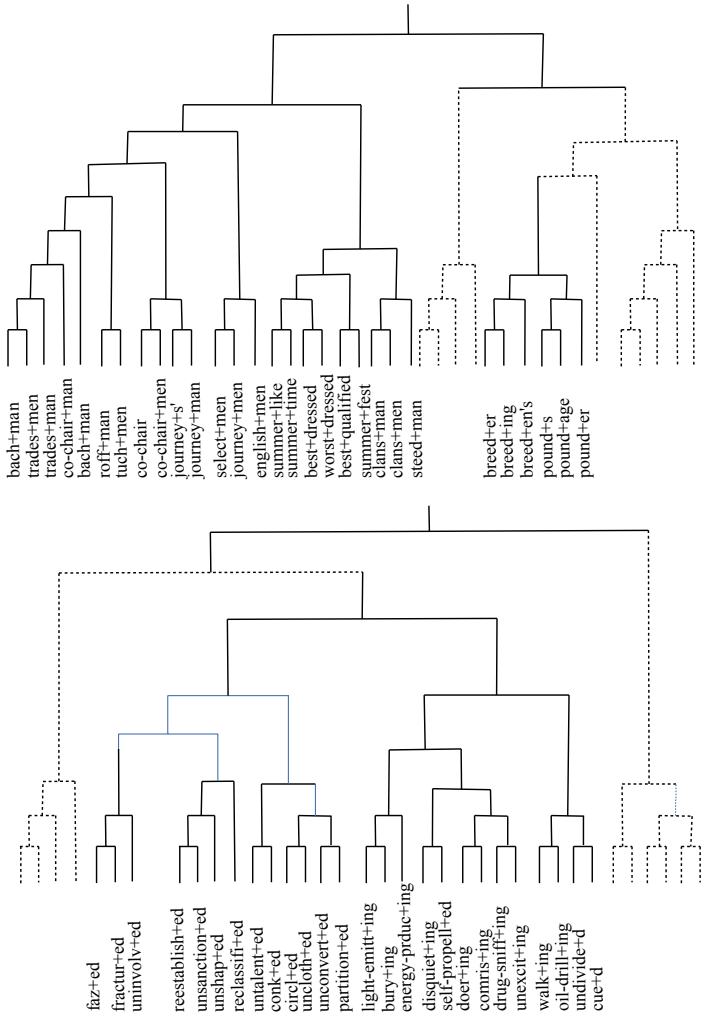 bach+man
trades+men
trades+man
co-chair+man
bach+man
roff+man
tuch+men
co-chair
co-chair+men
journey+s'
journey+man
select+men
journey+men
english+men
summer+like
summer+time
best+dressed
worst+dressed
best+qualified
summer+fest
clans+man
clans+men
steed+man
breed+er
breed+ing
breed+en's
pound+s
pound+age
pound+er
faz+ed
fractur+ed
uninvolv+ed
reestablish+ed
unsanction+ed
unshap+ed
reclassifi+ed
untalent+ed
conk+ed
circl+ed
uncloth+ed
unconvert+ed
partition+ed
light-emitt+ing
bury+ing
energy-prduc+ing
disquiet+ing
self-propell+ed
doer+ing
comris+ing
drug-sniff+ing
unexcit+ing
walk+ing
oil-drill+ing
undivide+d
cue+d